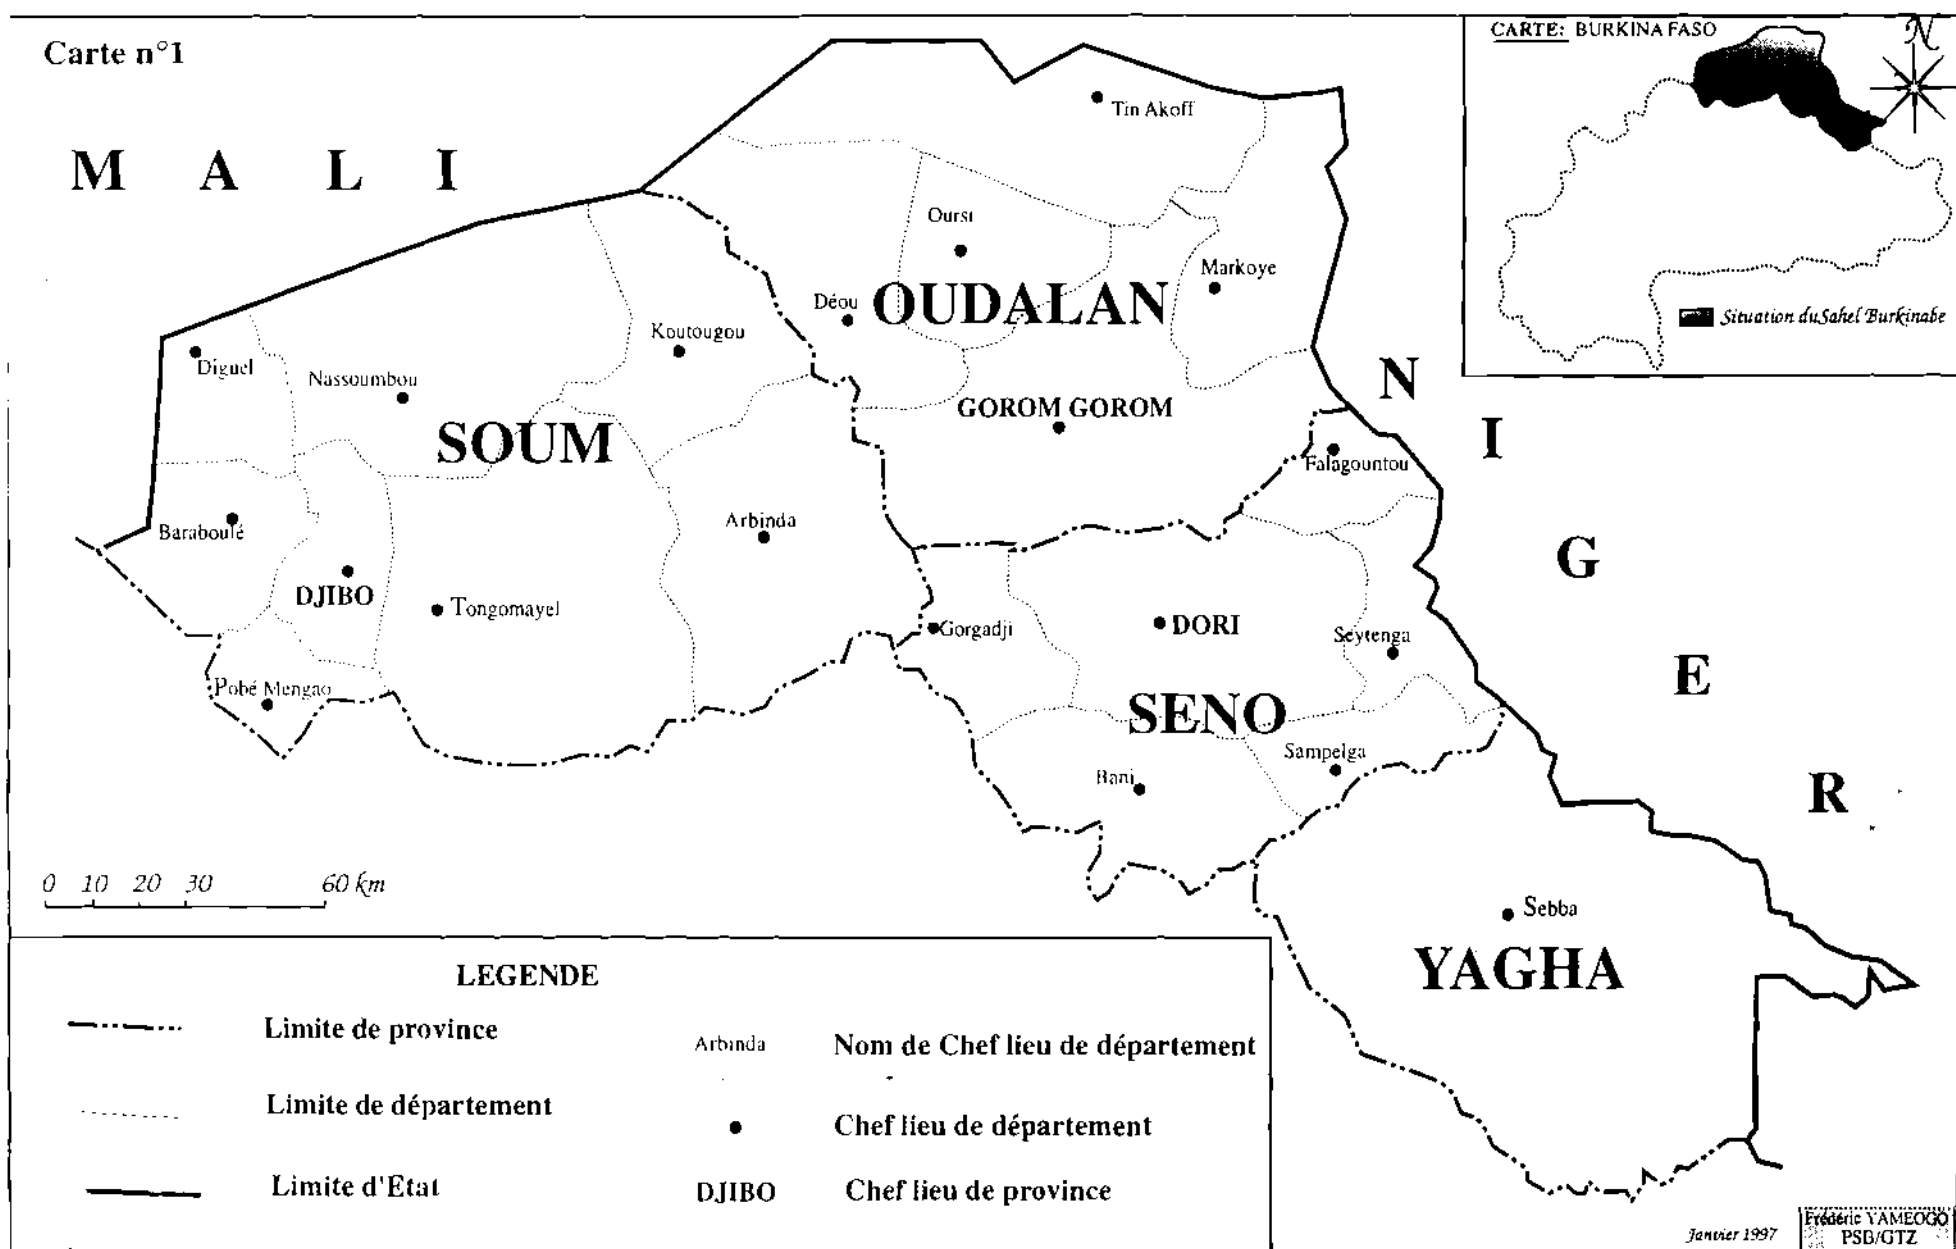 Carte n°1
CARTE: BURKINA FASO
N
Situation du Sahel Burkinabe
M A L I
Tin Akoff
Oursi
Markoye
Déou
OUDALAN
Koutougou
Diguel
Nassoumbou
SOUM
GOROM GOROM
Falagountou
N I G E R
Baraboulé
Arbinda
DJIBO
Tongomayel
Gorgadji
DORI
Seytenga
Pobé Mengao
SENO
Sampelga
Bani
0 10 20 30 60 km
Sebba
YAGHA
LEGENDE
Limite de province
Limite de département
Limite d'Etat
Arbinda Nom de Chef lieu de département
Chef lieu de département
DJIBO Chef lieu de province
Janvier 1997
Frédéric YAMEOGO
PSB/GTZ